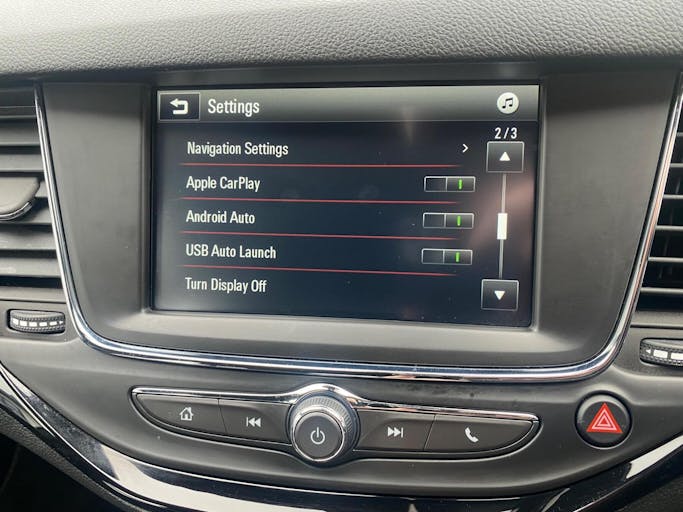 Settings
2/3
Navigation Settings
Apple CarPlay
Android Auto
USB Auto Launch
Turn Display Off